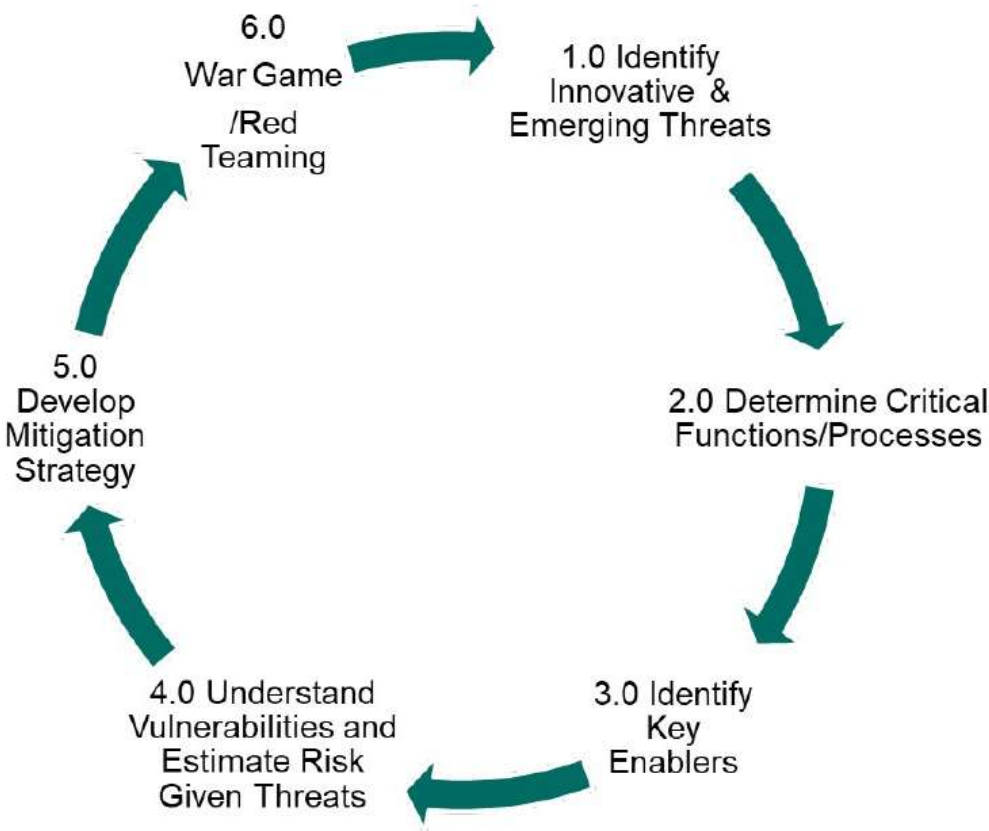 6.0
War Game
/Red
Teaming
1.0 Identify
Innovative &
Emerging Threats
2.0 Determine Critical
Functions/Processes
3.0 Identify
Key
Enablers
4.0 Understand
Vulnerabilities and
Estimate Risk
Given Threats
5.0
Develop
Mitigation
Strategy